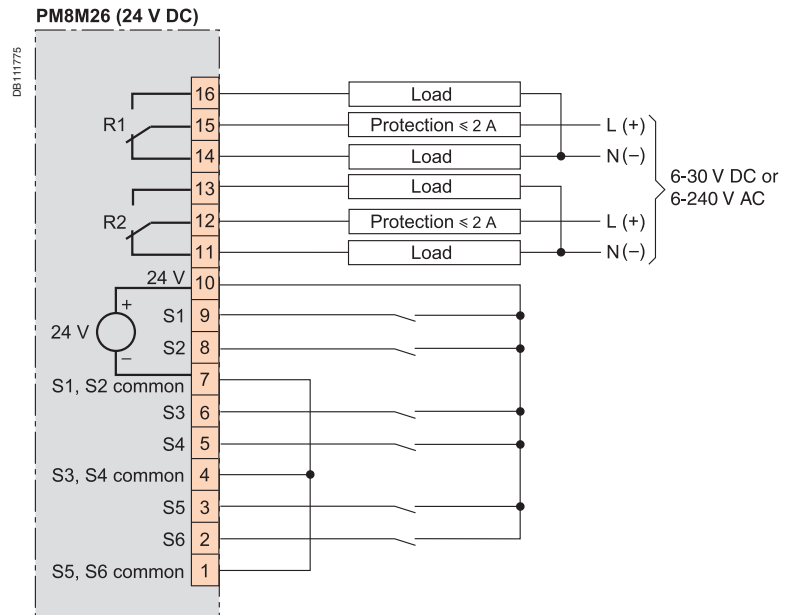 PM8M26 (24 V DC)
DB111775
16 Load
R1 15 Protection ≤ 2 A L (+)
14 Load N (–)
13 Load
6-30 V DC or
6-240 V AC
R2 12 Protection ≤ 2 A L (+)
11 Load N (–)
24 V 10
+
S1 9
24 V
S2 8
–
7
S1, S2 common
S3 6
S4 5
S3, S4 common 4
S5 3
S6 2
S5, S6 common 1